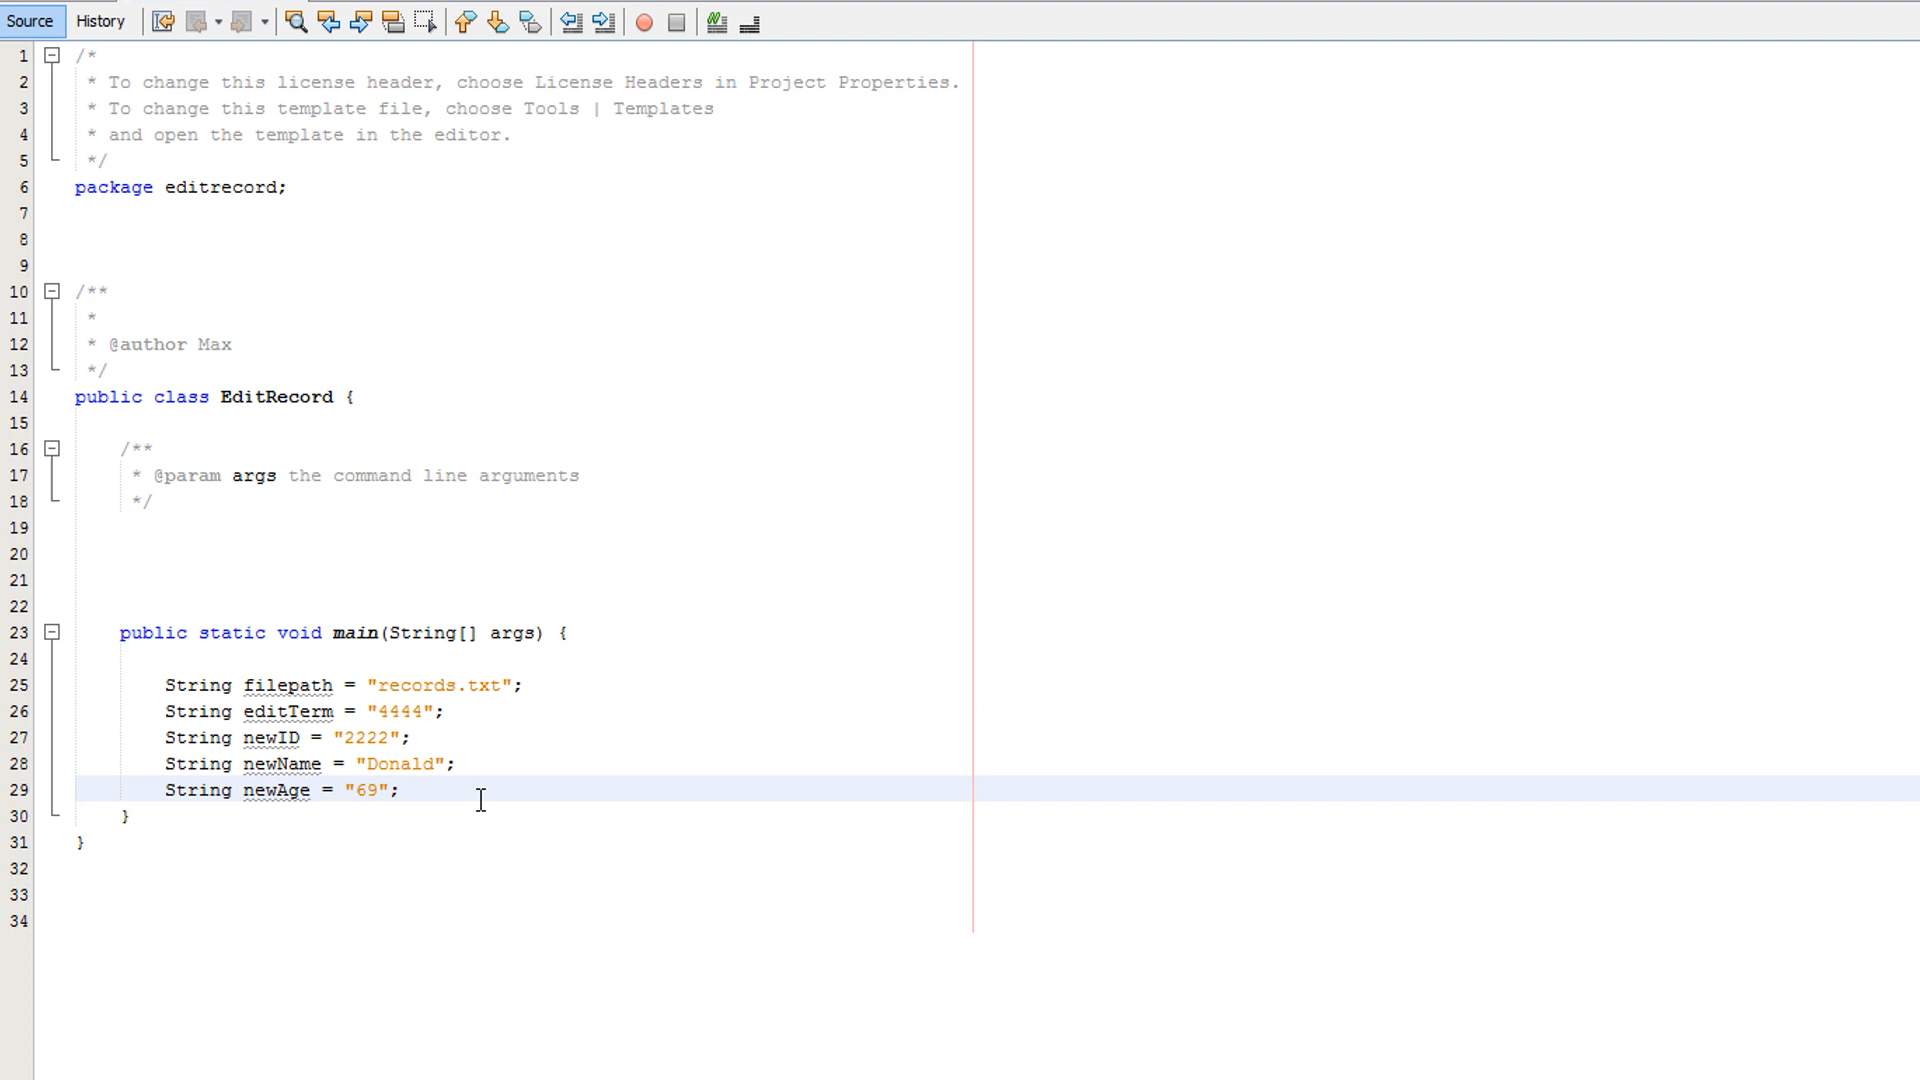 Source History
1 /*
2 * To change this license header, choose License Headers in Project Properties.
3 * To change this template file, choose Tools | Templates
4 * and open the template in the editor.
5 */
6 package editrecord;
7
8
9
10 /**
11 *
12 * @author Max
13 */
14 public class EditRecord {
15
16 /**
17 * @param args the command line arguments
18 */
19
20
21
22
23 public static void main(String[] args) {
24
25 String filepath = "records.txt";
26 String editTerm = "4444";
27 String newID = "2222";
28 String newName = "Donald";
29 String newAge = "69";
30 }
31 }
32
33
34